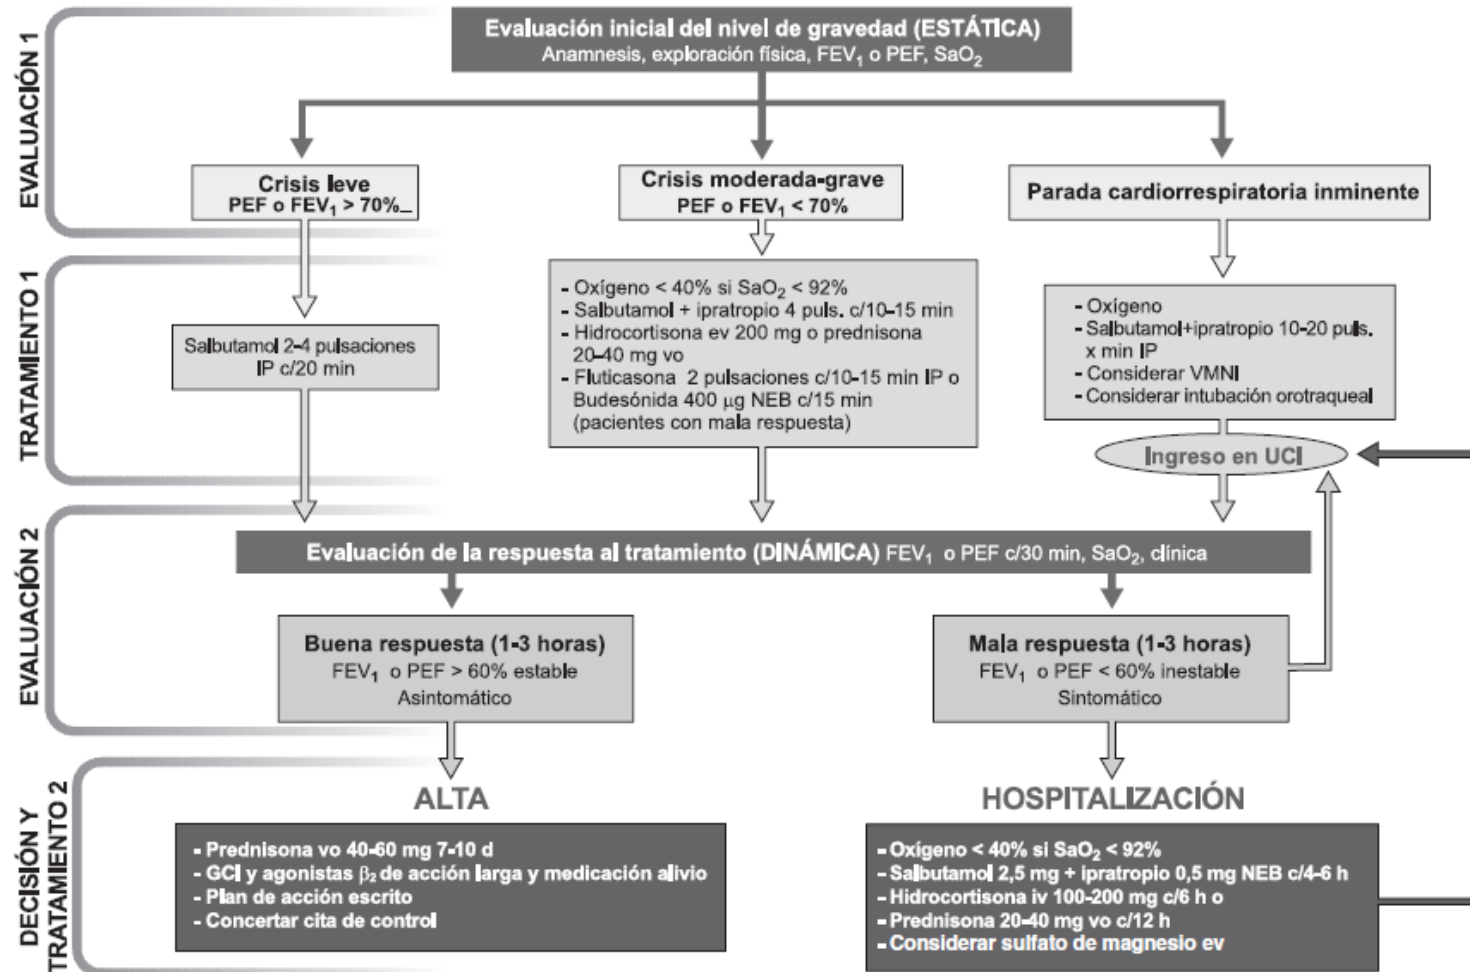 EVALUACIÓN 1
Evaluación inicial del nivel de gravedad (ESTÁTICA)
Anamnesis, exploración física, FEV₁ o PEF, SaO₂
Crisis leve
PEF o FEV₁ > 70%_
Crisis moderada-grave
PEF o FEV₁ < 70%
Parada cardiorrespiratoria inminente
TRATAMIENTO 1
Salbutamol 2-4 pulsaciones
IP c/20 min
- Oxígeno < 40% si SaO₂ < 92%
- Salbutamol + ipratropio 4 puls. c/10-15 min
- Hidrocortisona ev 200 mg o prednisona
20-40 mg vo
- Fluticasona 2 pulsaciones c/10-15 min IP o
Budesónida 400 µg NEB c/15 min
(pacientes con mala respuesta)
- Oxígeno
- Salbutamol+ipratropio 10-20 puls.
x min IP
- Considerar VMNI
- Considerar intubación orotraqueal
Ingreso en UCI
EVALUACIÓN 2
Evaluación de la respuesta al tratamiento (DINÁMICA) FEV₁ o PEF c/30 min, SaO₂, clínica
Buena respuesta (1-3 horas)
FEV₁ o PEF > 60% estable
Asintomático
Mala respuesta (1-3 horas)
FEV₁ o PEF < 60% inestable
Sintomático
DECISIÓN Y
TRATAMIENTO 2
ALTA
- Prednisona vo 40-60 mg 7-10 d
- GCI y agonistas β₂ de acción larga y medicación alivio
- Plan de acción escrito
- Concertar cita de control
HOSPITALIZACIÓN
- Oxígeno < 40% si SaO₂ < 92%
- Salbutamol 2,5 mg + ipratropio 0,5 mg NEB c/4-6 h
- Hidrocortisona iv 100-200 mg c/6 h o
- Prednisona 20-40 mg vo c/12 h
- Considerar sulfato de magnesio ev